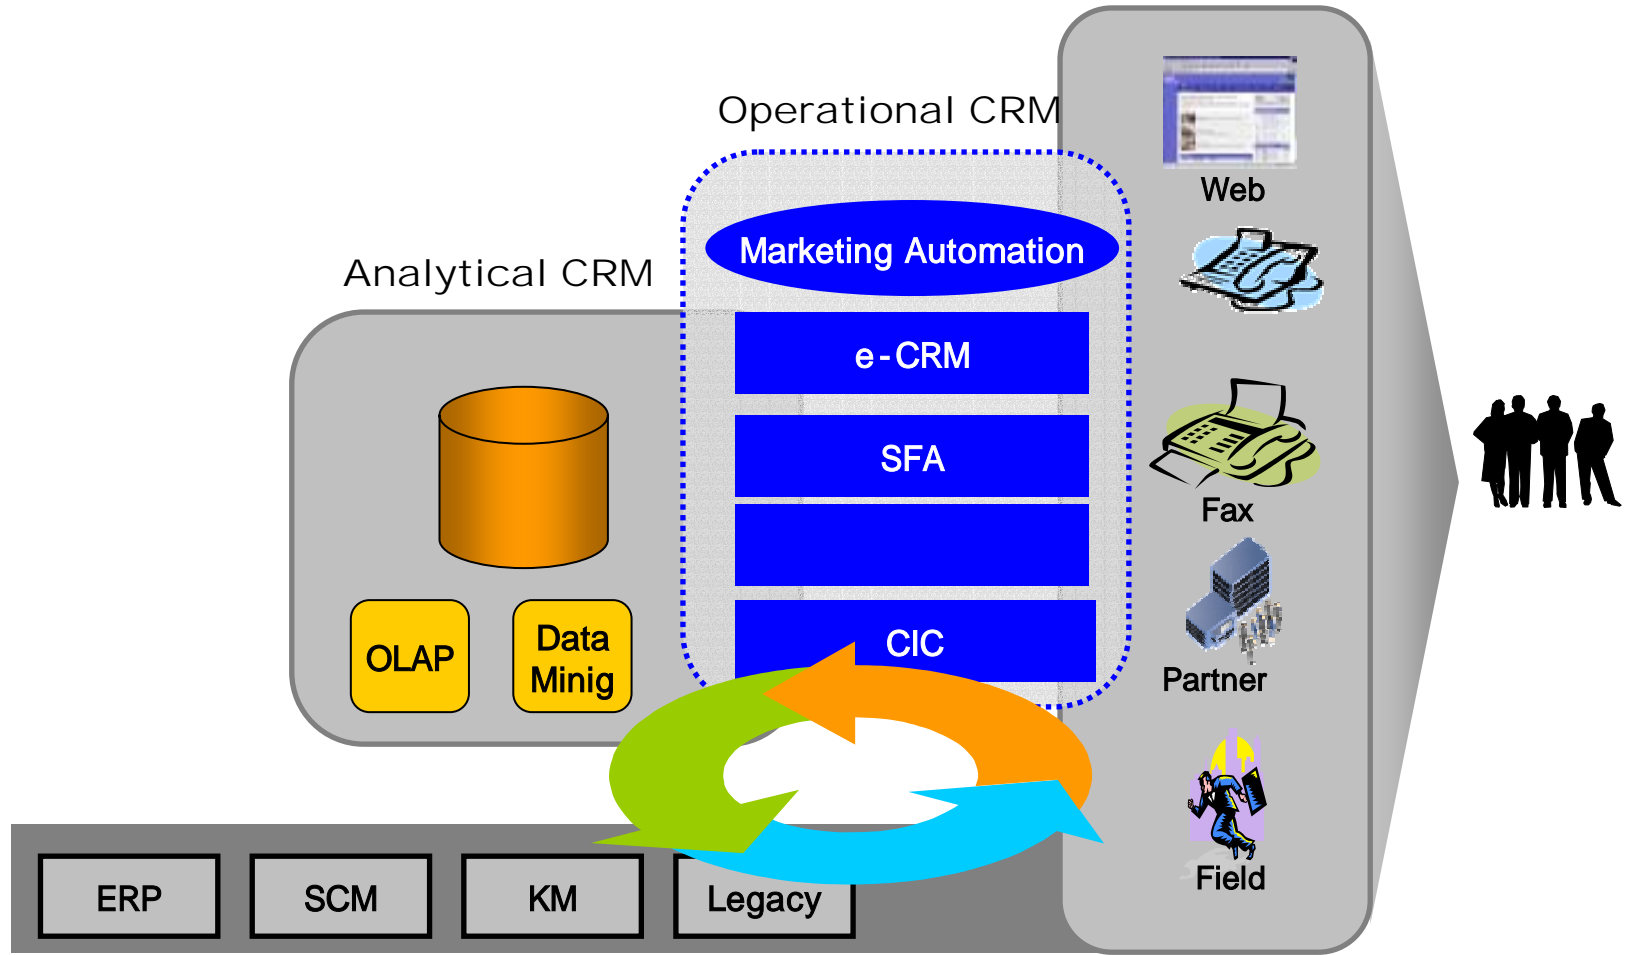 Operational CRM
Web
Marketing Automation
Analytical CRM
e-CRM
SFA
Fax
CIC
OLAP
Data
Minig
Partner
Field
ERP
SCM
KM
Legacy